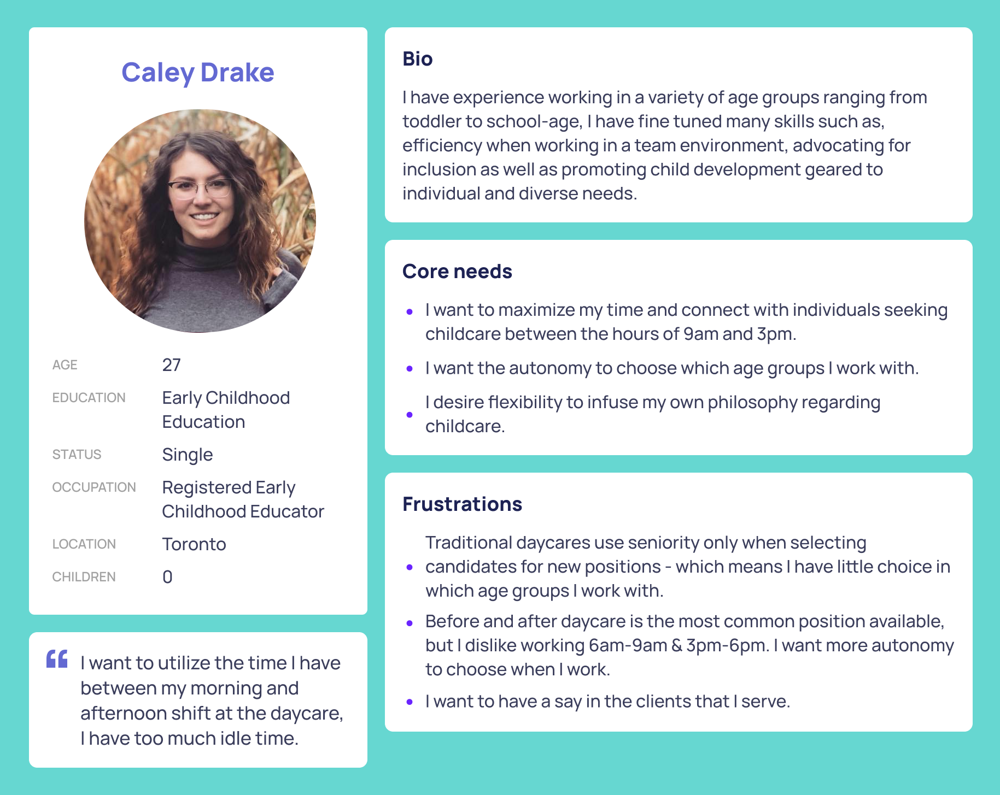 Caley Drake
AGE 27
EDUCATION Early Childhood
Education
STATUS Single
OCCUPATION Registered Early
Childhood Educator
LOCATION Toronto
CHILDREN 0
“ I want to utilize the time I have
between my morning and
afternoon shift at the daycare,
I have too much idle time.
Bio
I have experience working in a variety of age groups ranging from
toddler to school-age, I have fine tuned many skills such as,
efficiency when working in a team environment, advocating for
inclusion as well as promoting child development geared to
individual and diverse needs.
Core needs
• I want to maximize my time and connect with individuals seeking
childcare between the hours of 9am and 3pm.
• I want the autonomy to choose which age groups I work with.
• I desire flexibility to infuse my own philosophy regarding
childcare.
Frustrations
• Traditional daycares use seniority only when selecting
candidates for new positions - which means I have little choice in
which age groups I work with.
• Before and after daycare is the most common position available,
but I dislike working 6am-9am & 3pm-6pm. I want more autonomy
to choose when I work.
• I want to have a say in the clients that I serve.